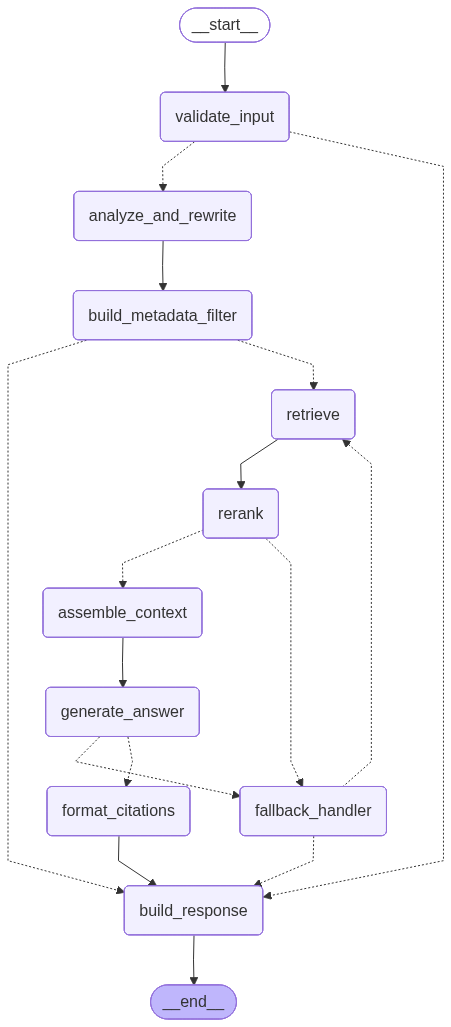 __start__
validate_input
analyze_and_rewrite
build_metadata_filter
retrieve
rerank
assemble_context
generate_answer
format_citations
fallback_handler
build_response
__end__